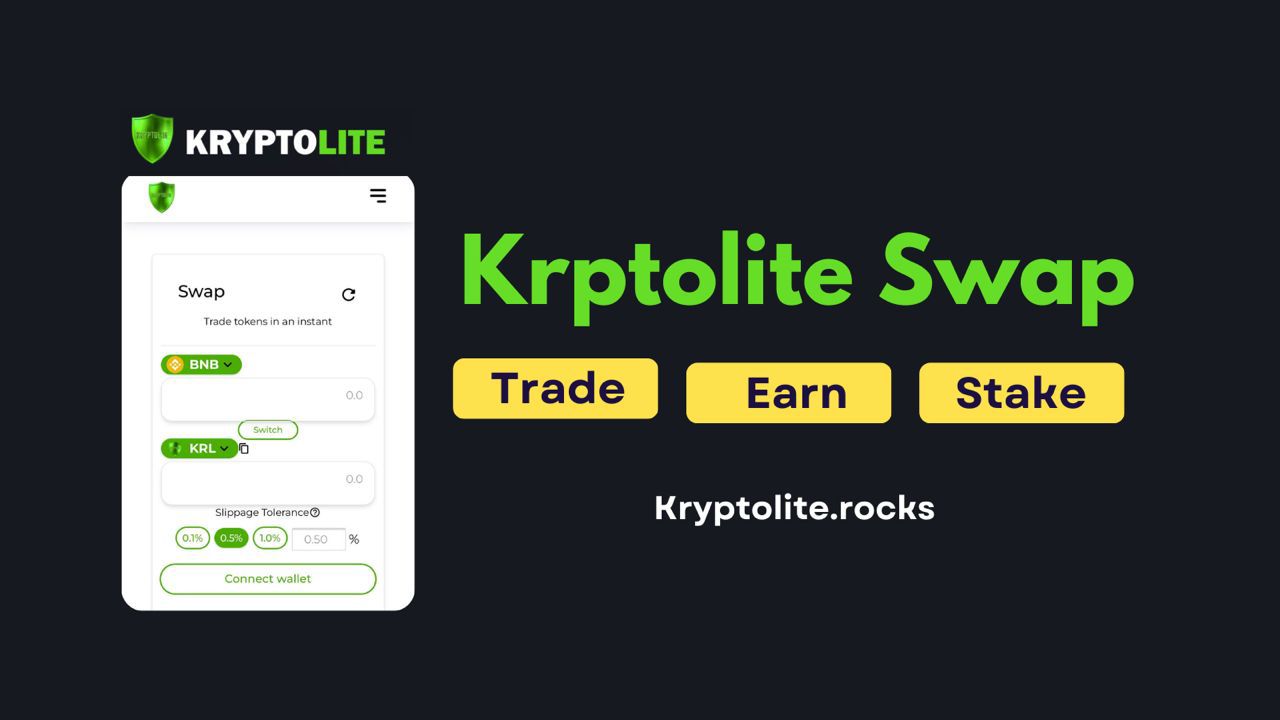 KRYPTOLITE
Swap
Trade tokens in an instant
BNB
0.0
Switch
KRL
0.0
Slippage Tolerance
0.1% 0.5% 1.0% 0.50 %
Connect wallet
Krptolite Swap
Trade Earn Stake
Kryptolite.rocks